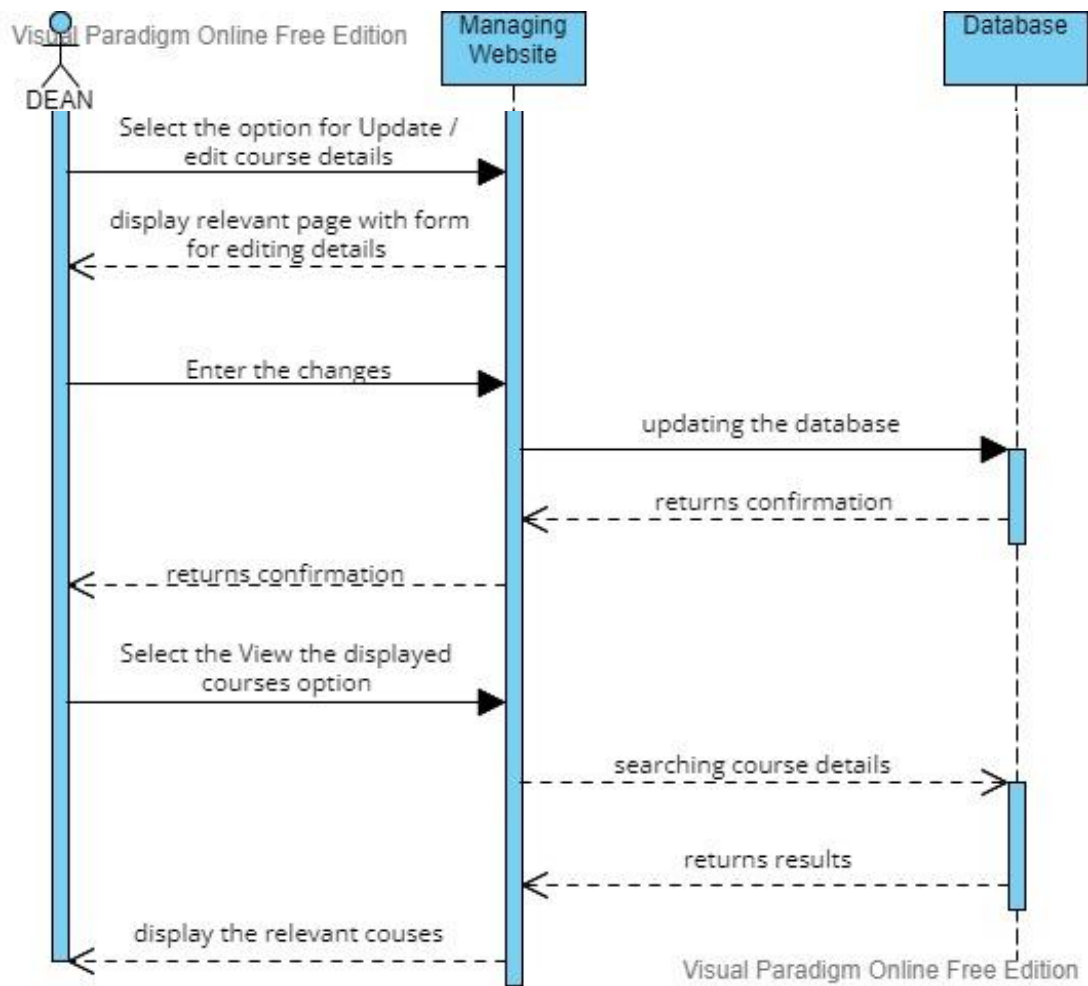 Visual Paradigm Online Free Edition
Managing
Website
Database
DEAN
Select the option for Update /
edit course details
display relevant page with form
for editing details
Enter the changes
updating the database
returns confirmation
returns confirmation
Select the View the displayed
courses option
searching course details
returns results
display the relevant couses
Visual Paradigm Online Free Edition